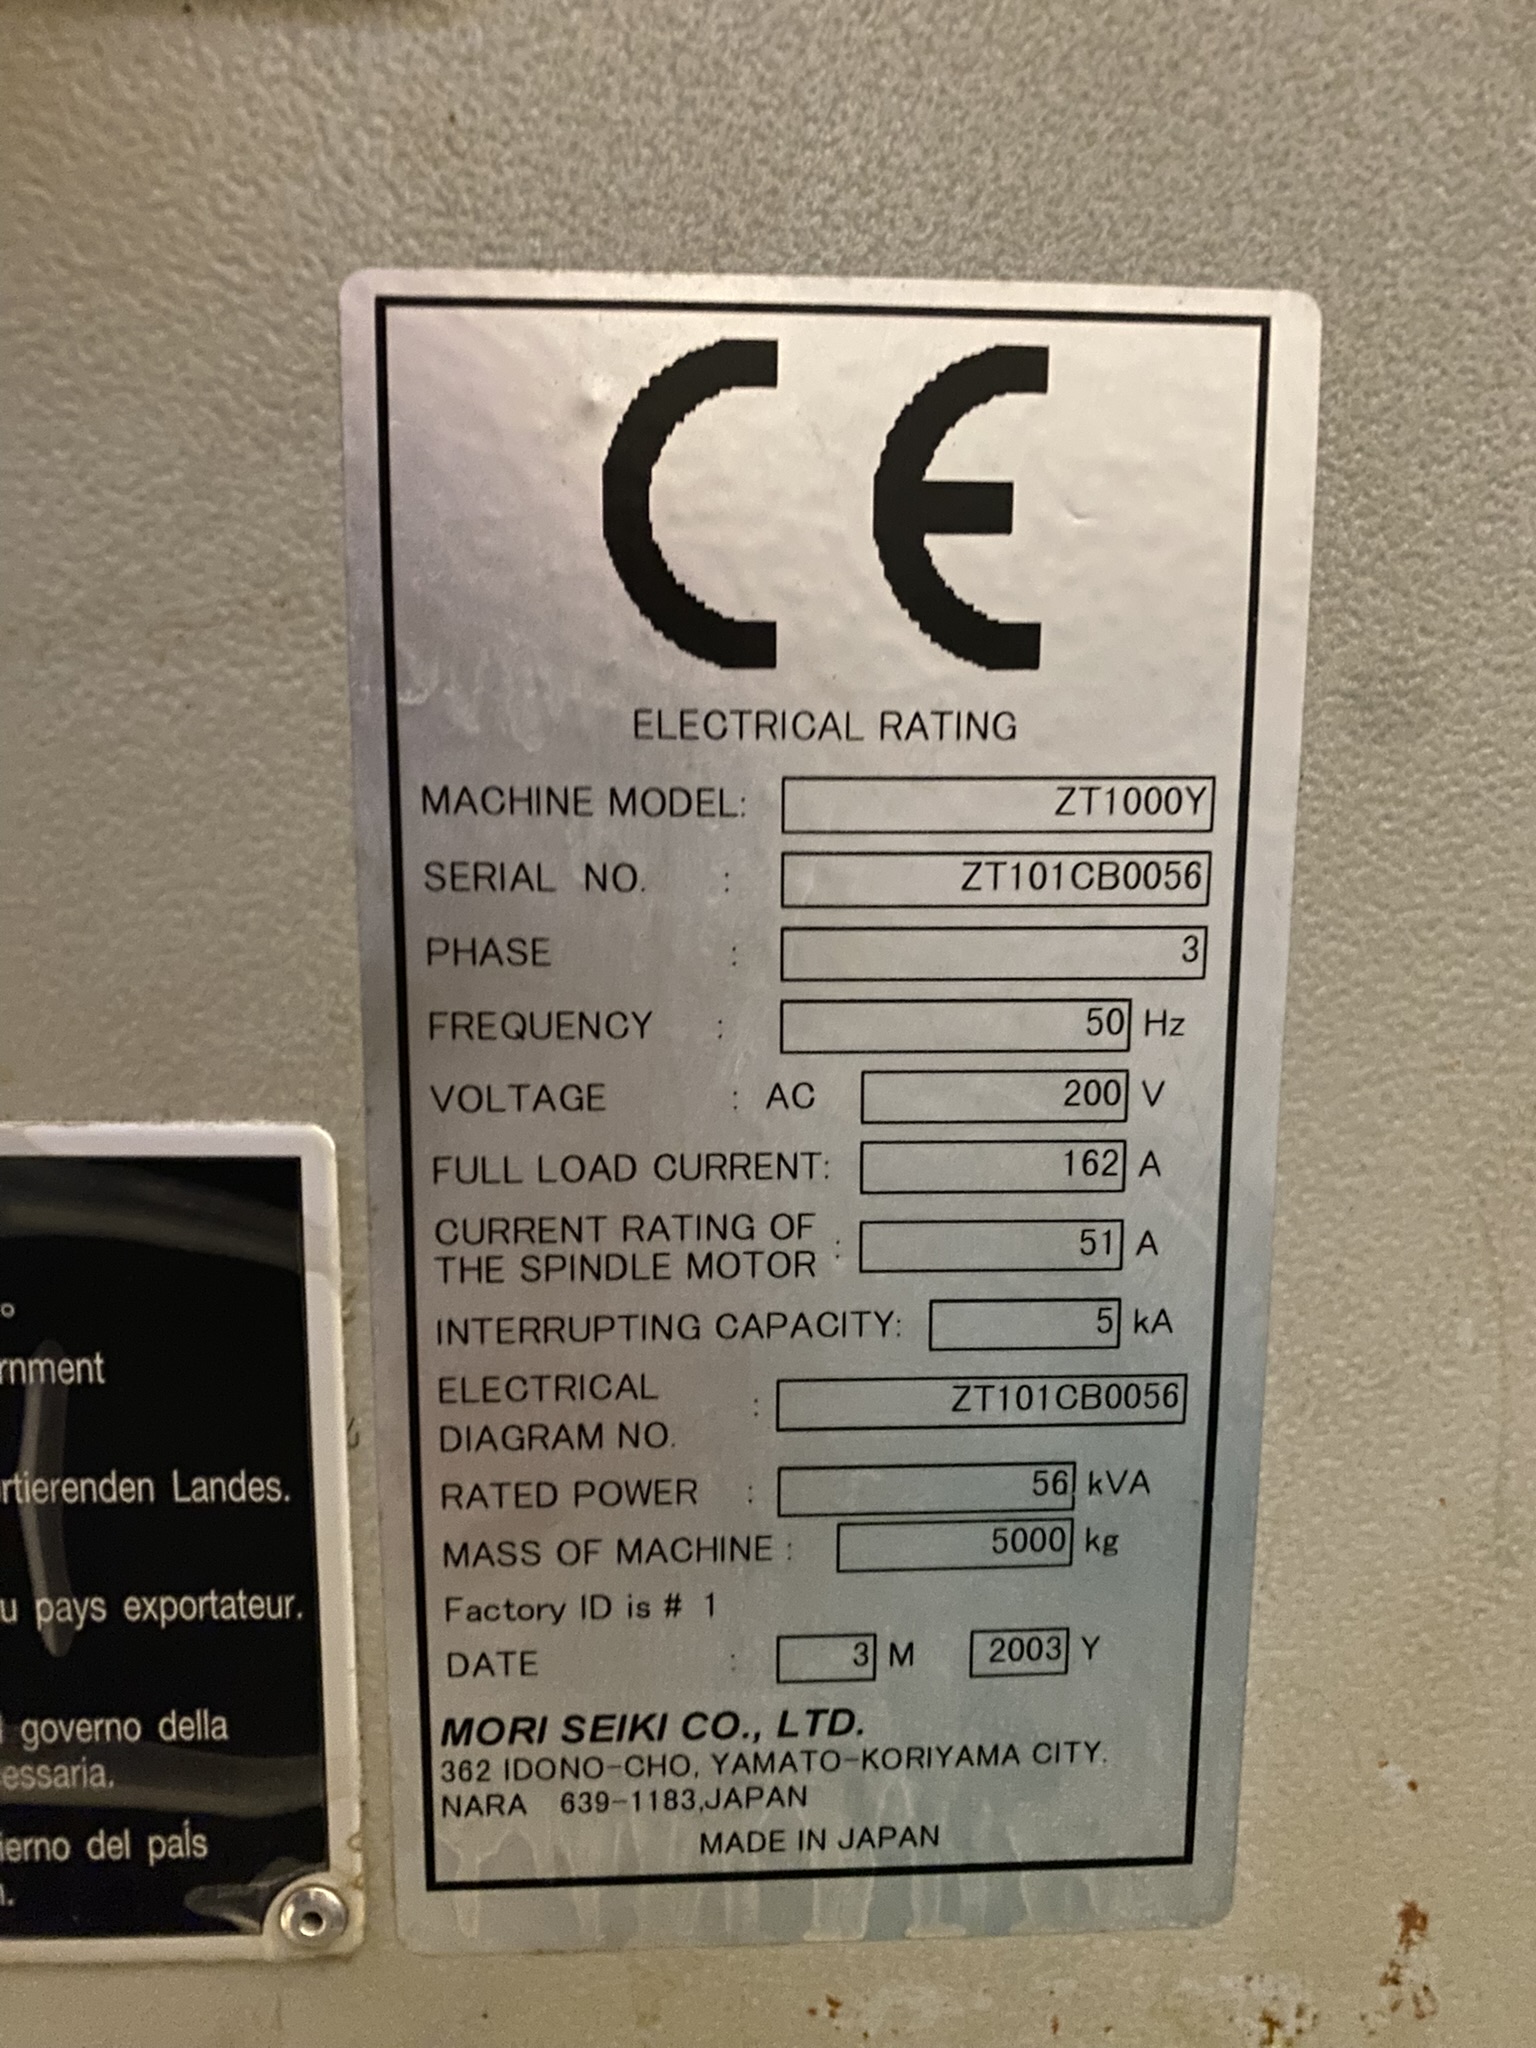 CE
ELECTRICAL RATING
MACHINE MODEL: ZT1000Y
SERIAL NO. : ZT101CB0056
PHASE : 3
FREQUENCY : 50 Hz
VOLTAGE : AC 200 V
FULL LOAD CURRENT: 162 A
CURRENT RATING OF
THE SPINDLE MOTOR : 51 A
INTERRUPTING CAPACITY: 5 kA
ELECTRICAL
DIAGRAM NO. : ZT101CB0056
RATED POWER : 56 kVA
MASS OF MACHINE : 5000 kg
Factory ID is # 1
DATE : 3 M 2003 Y
MORI SEIKI CO., LTD.
362 IDONO-CHO, YAMATO-KORIYAMA CITY.
NARA 639-1183,JAPAN
MADE IN JAPAN
rnment
rtierenden Landes.
u pays exportateur.
governo della
essaria.
ierno del país